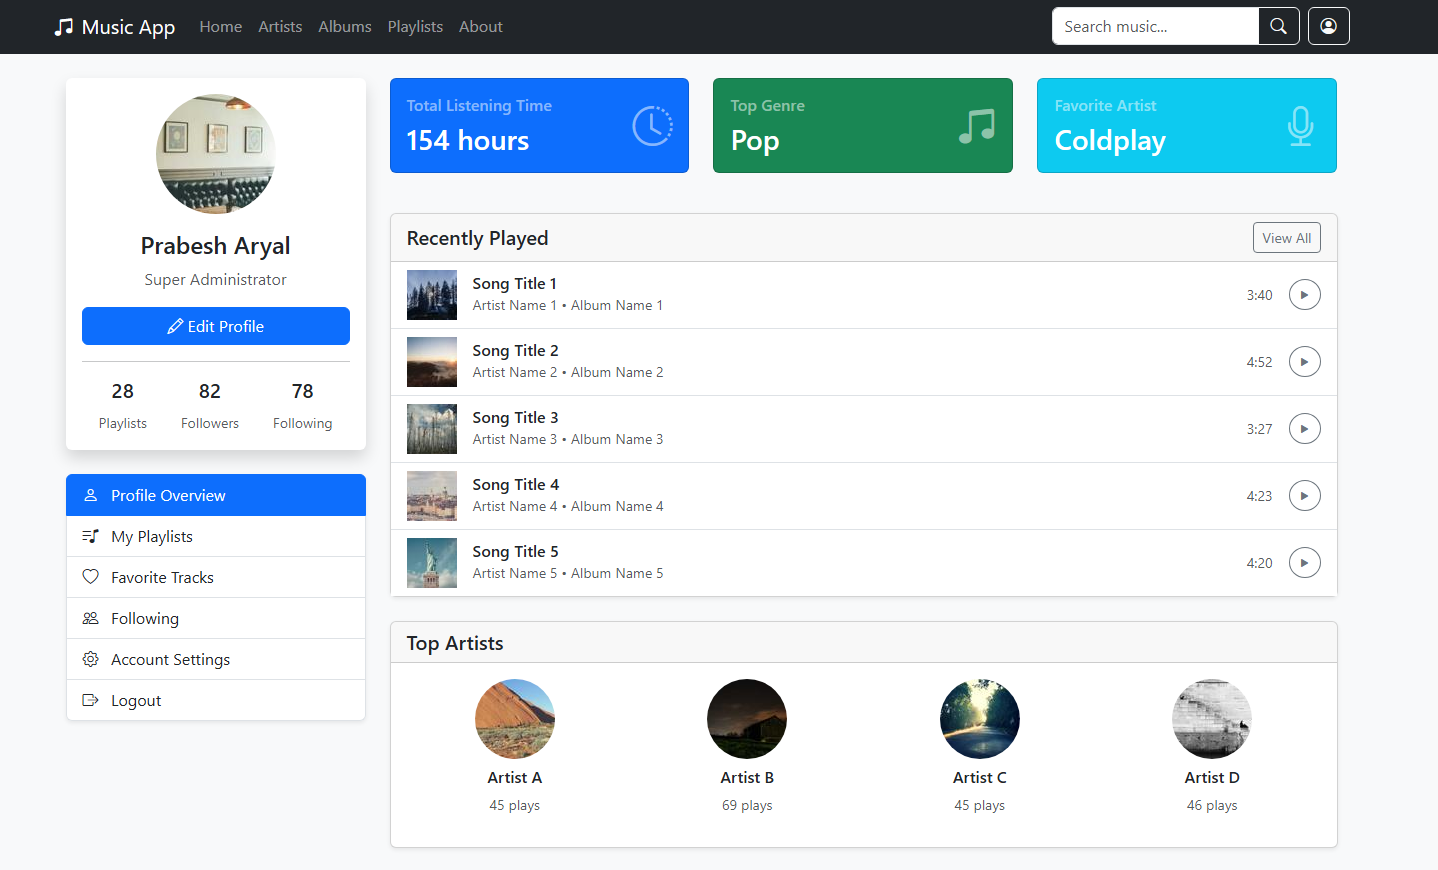 Music App Home Artists Albums Playlists About Search music...
Prabesh Aryal
Super Administrator
Edit Profile
28 82 78
Playlists Followers Following
Profile Overview
My Playlists
Favorite Tracks
Following
Account Settings
Logout
Total Listening Time
154 hours
Top Genre
Pop
Favorite Artist
Coldplay
Recently Played View All
Song Title 1
Artist Name 1 • Album Name 1
3:40
Song Title 2
Artist Name 2 • Album Name 2
4:52
Song Title 3
Artist Name 3 • Album Name 3
3:27
Song Title 4
Artist Name 4 • Album Name 4
4:23
Song Title 5
Artist Name 5 • Album Name 5
4:20
Top Artists
Artist A Artist B Artist C Artist D
45 plays 69 plays 45 plays 46 plays